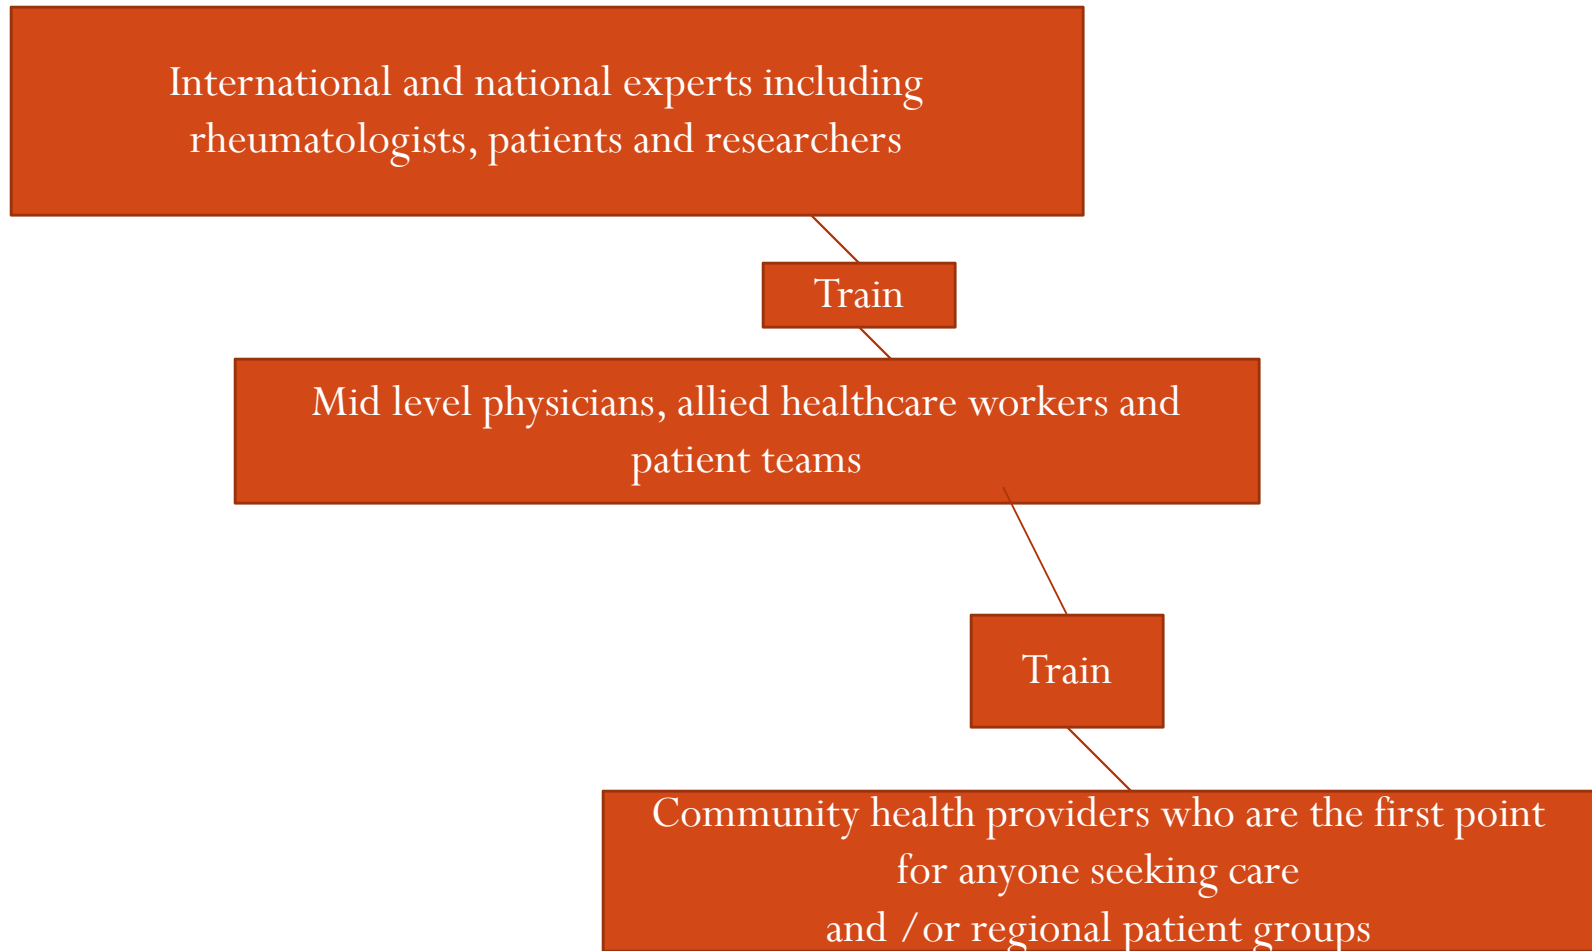 International and national experts including
rheumatologists, patients and researchers
Train
Mid level physicians, allied healthcare workers and
patient teams
Train
Community health providers who are the first point
for anyone seeking care
and /or regional patient groups